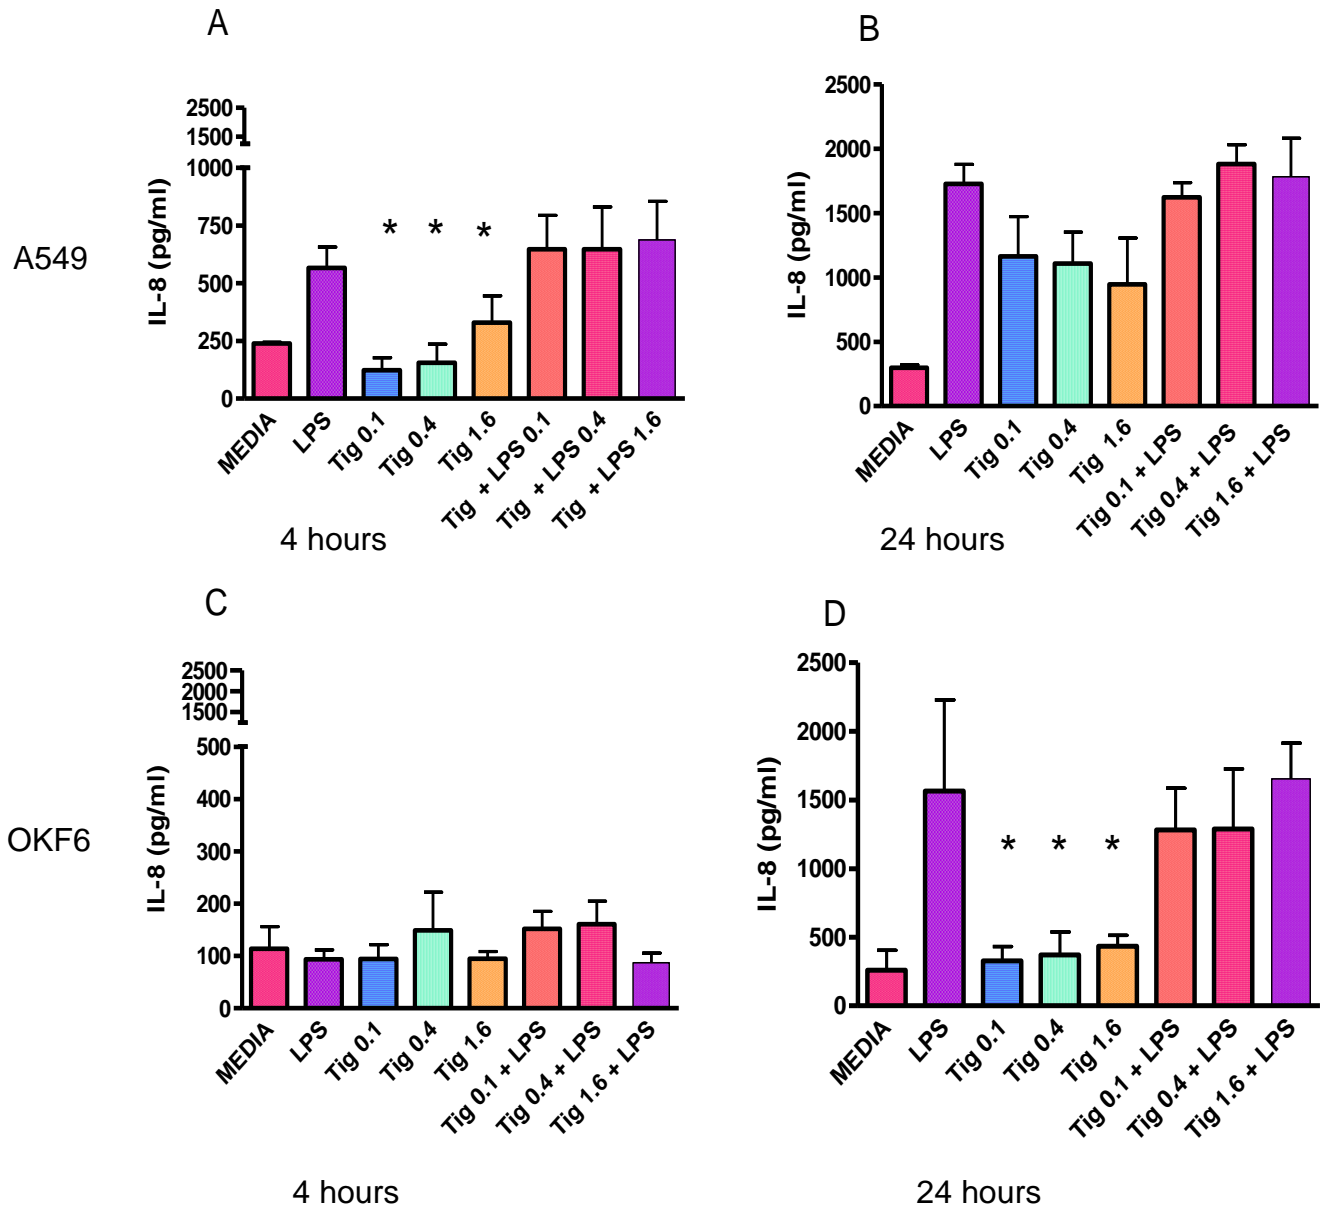 A
B
A549
IL-8 (pg/ml)
2500
1500
1000
750
500
250
0
* * *
MEDIA
LPS
Tig 0.1
Tig 0.4
Tig 1.6
Tig + LPS 0.1
Tig + LPS 0.4
Tig + LPS 1.6
4 hours
IL-8 (pg/ml)
2500
2000
1500
1000
500
0
MEDIA
LPS
Tig 0.1
Tig 0.4
Tig 1.6
Tig 0.1 + LPS
Tig 0.4 + LPS
Tig 1.6 + LPS
24 hours
C
D
OKF6
IL-8 (pg/ml)
2500
2000
1500
500
400
300
200
100
0
MEDIA
LPS
Tig 0.1
Tig 0.4
Tig 1.6
Tig 0.1 + LPS
Tig 0.4 + LPS
Tig 1.6 + LPS
4 hours
IL-8 (pg/ml)
2500
2000
1500
1000
500
0
* * *
MEDIA
LPS
Tig 0.1
Tig 0.4
Tig 1.6
Tig 0.1 + LPS
Tig 0.4 + LPS
Tig 1.6 + LPS
24 hours